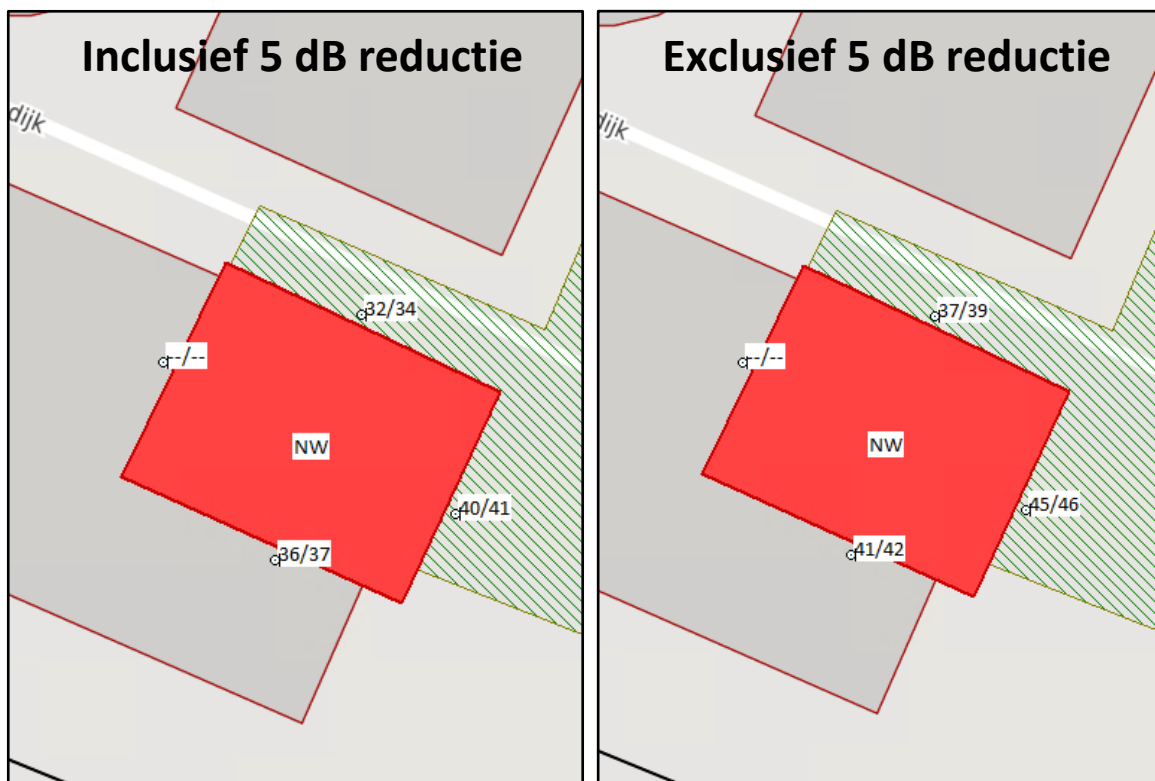 Inclusief 5 dB reductie
dijk
32/34
--/--
NW
40/41
36/37
Exclusief 5 dB reductie
dijk
37/39
--/--
NW
45/46
41/42